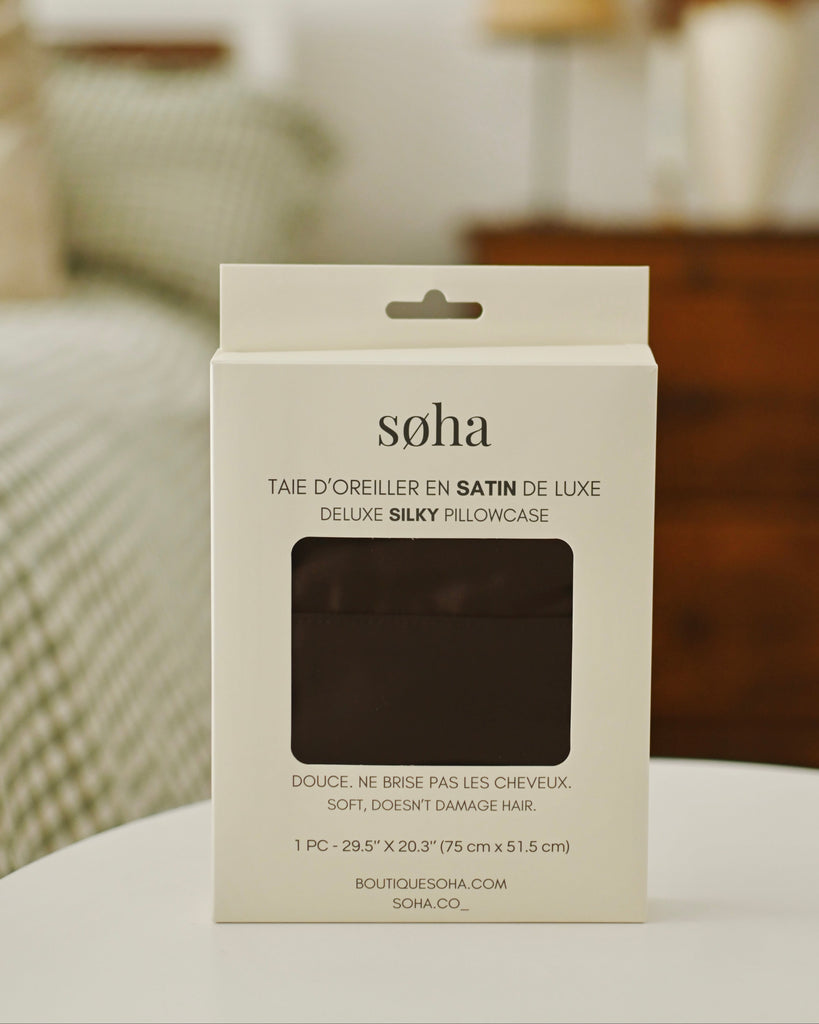 søha
TAIE D’OREILLER EN SATIN DE LUXE
DELUXE SILKY PILLOWCASE
DOUCE. NE BRISE PAS LES CHEVEUX.
SOFT, DOESN’T DAMAGE HAIR.
1 PC - 29.5’’ X 20.3’’ (75 cm x 51.5 cm)
BOUTIQUESOHA.COM
SOHA.CO_